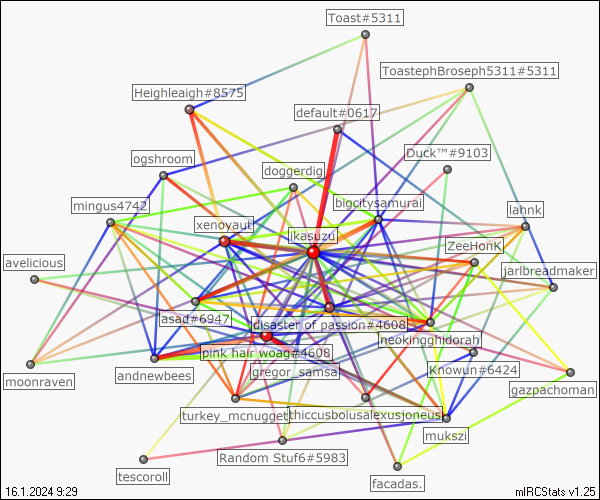 Toast#5311
ToastephBroseph5311#5311
Heighleigh#8575
default#0617
Duck™#9103
ogshroom
doggerdig
bigcitysamurai
mingus4742
lahnk
xenoyaut
ikasuzu
ZeeHonK
avelicious
jarlbreadmaker
asad#6947
disaster of passion#4608
neokingghidorah
pink hair woag#4608
moonraven
andnewbees
gregor_samsa
Knowun#6424
gazpachoman
turkey_mcnugget
thiccusboiusalexusjoneus
mukszi
Random Stuf6#5983
tescoroll
facadas.
16.1.2024 9:29
mIRCStats v1.25